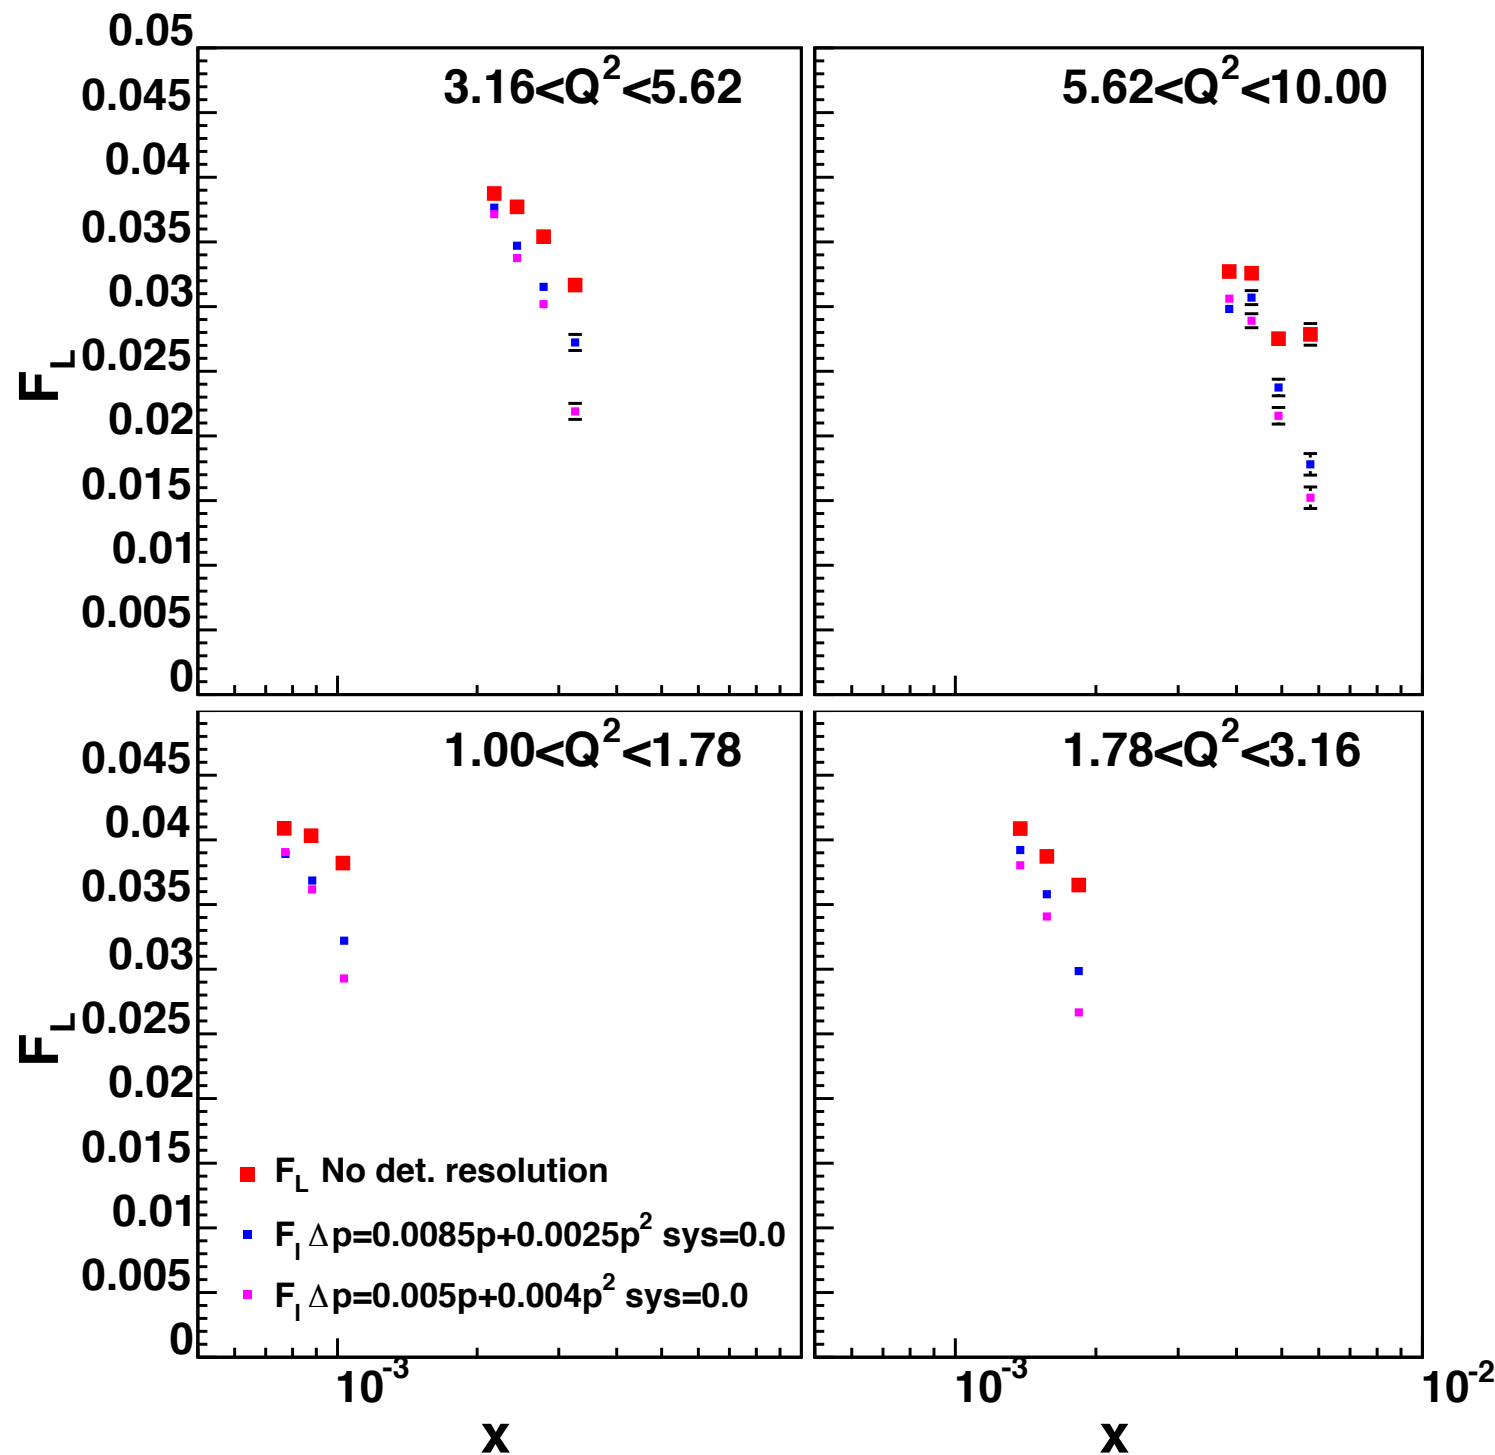 0.05
0.045
0.04
0.035
0.03
0.025
0.02
0.015
0.01
0.005
0
F_L
3.16<Q^2<5.62
5.62<Q^2<10.00
0.045
0.04
0.035
0.03
0.025
0.02
0.015
0.01
0.005
0
F_L
1.00<Q^2<1.78
F_L No det. resolution
F_l Δp=0.0085p+0.0025p^2 sys=0.0
F_l Δp=0.005p+0.004p^2 sys=0.0
1.78<Q^2<3.16
10^-3
10^-3
10^-2
x
x